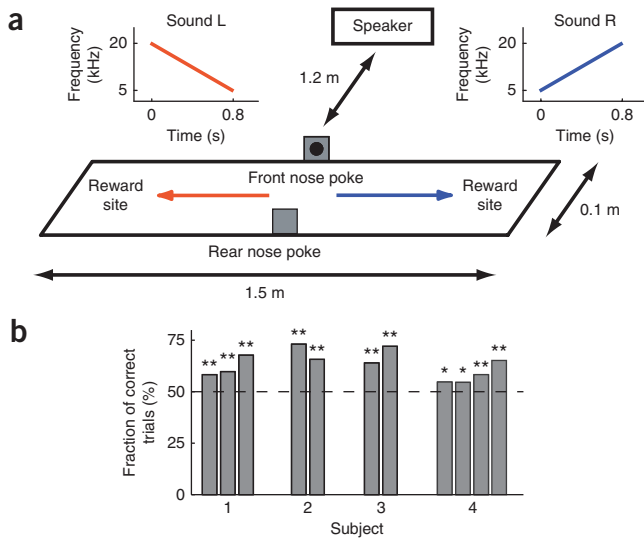 a
Sound L
Frequency
(kHz)
20
5
0
0.8
Time (s)
Speaker
1.2 m
Sound R
Frequency
(kHz)
20
5
0
0.8
Time (s)
Front nose poke
Reward
site
Reward
site
Rear nose poke
0.1 m
1.5 m
b
Fraction of correct
trials (%)
75
50
25
0
** ** **
** **
** **
* * ** **
1 2 3 4
Subject